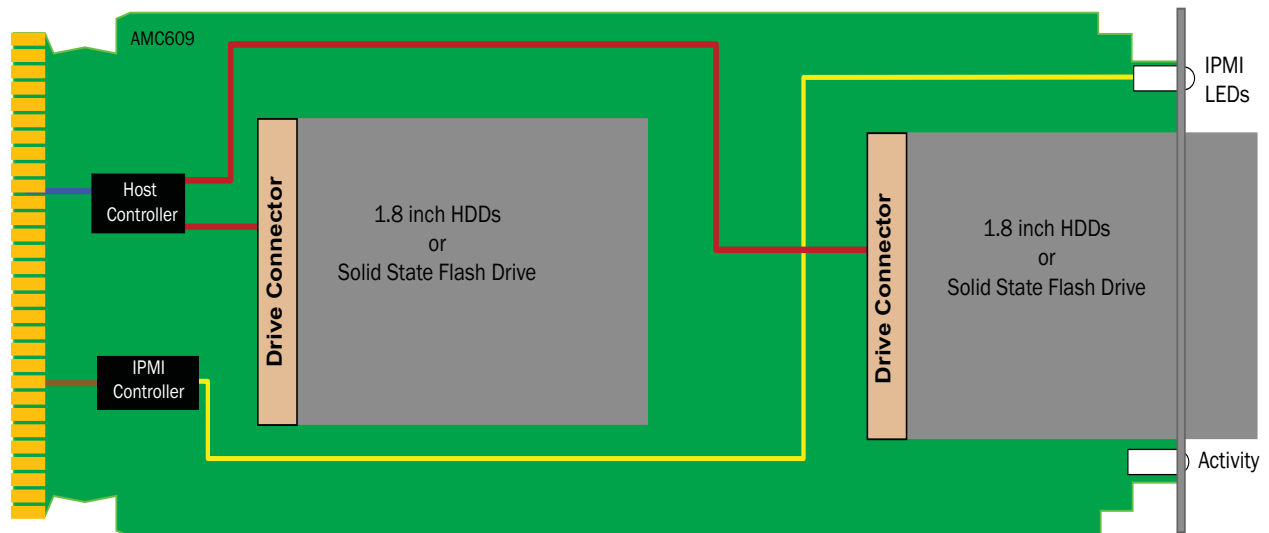 AMC609
IPMI
LEDs
Host
Controller
Drive Connector
1.8 inch HDDs
or
Solid State Flash Drive
Drive Connector
1.8 inch HDDs
or
Solid State Flash Drive
IPMI
Controller
Activity